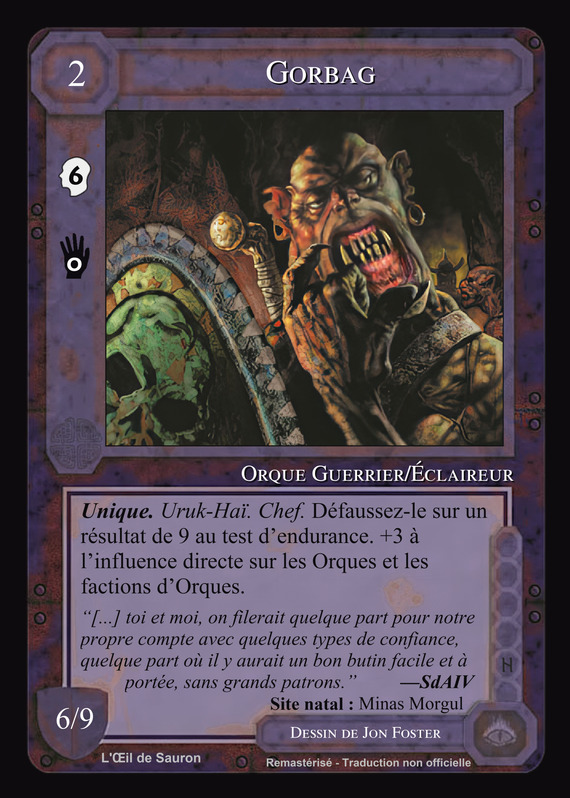 2
GORBAG
6
0
ORQUE GUERRIER/ÉCLAIREUR
Unique. Uruk-Haï. Chef. Défaussez-le sur un
résultat de 9 au test d’endurance. +3 à
l’influence directe sur les Orques et les
factions d’Orques.
“[...] toi et moi, on filerait quelque part pour notre
propre compte avec quelques types de confiance,
quelque part où il y aurait un bon butin facile et à
portée, sans grands patrons.” —SdAIV
Site natal : Minas Morgul
6/9
DESSIN DE JON FOSTER
L'Œil de Sauron
Remastérisé - Traduction non officielle